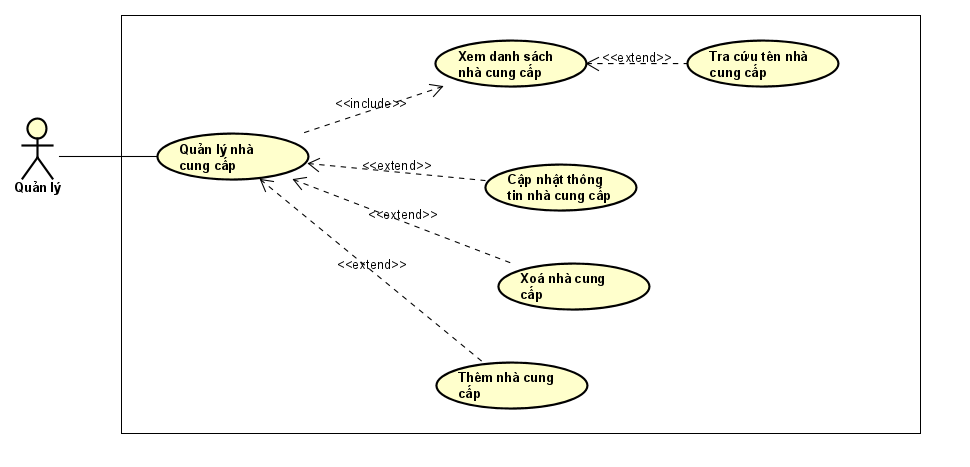 Xem danh sách
nhà cung cấp
<<extend>>
Tra cứu tên nhà
cung cấp
<<include>>
Quản lý nhà
cung cấp
Quản lý
<<extend>>
Cập nhật thông
tin nhà cung cấp
<<extend>>
Xoá nhà cung
cấp
<<extend>>
Thêm nhà cung
cấp